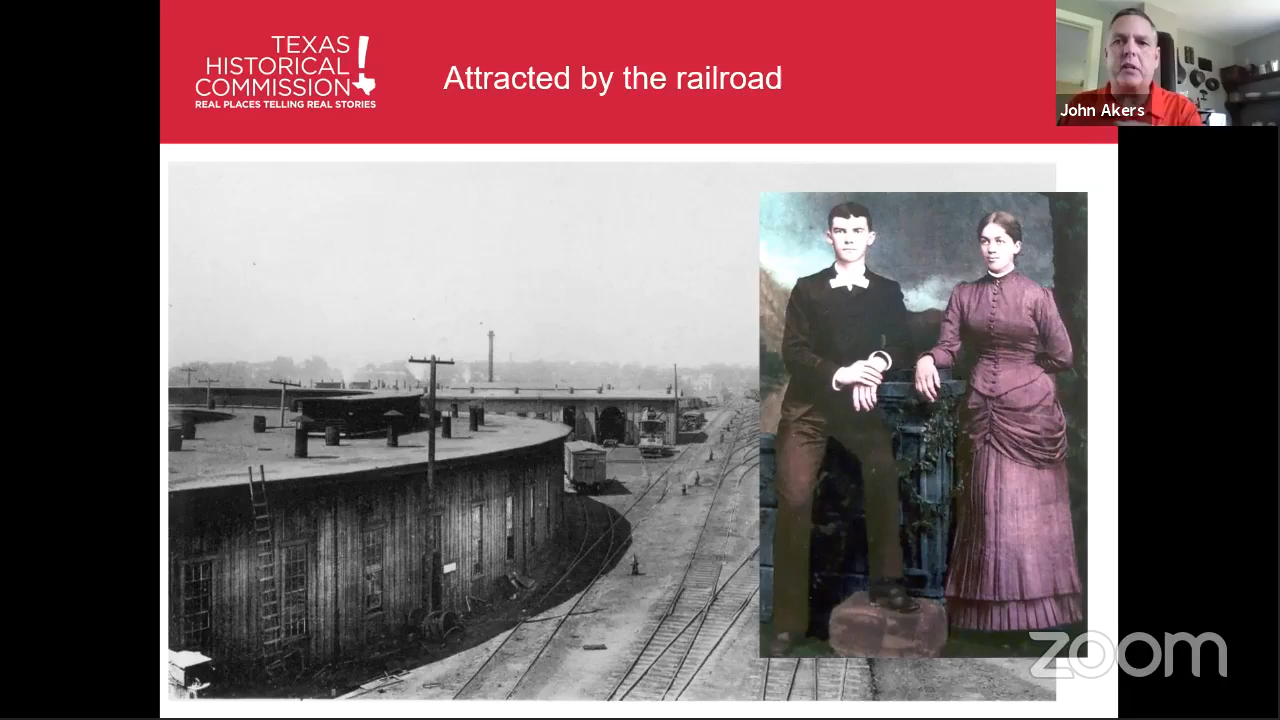 TEXAS
HISTORICAL
COMMISSION
REAL PLACES TELLING REAL STORIES
Attracted by the railroad
John Akers
zoom